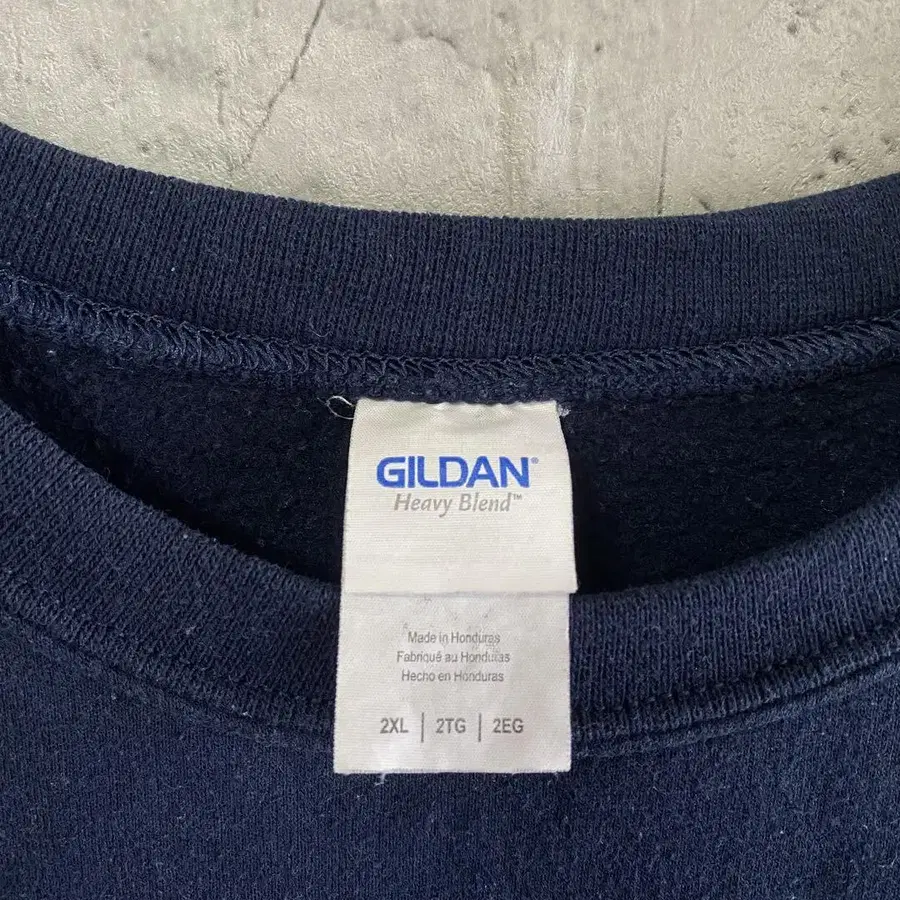 GILDAN®
Heavy Blend™
Made in Honduras
Fabriqué au Honduras
Hecho en Honduras
2XL | 2TG | 2EG